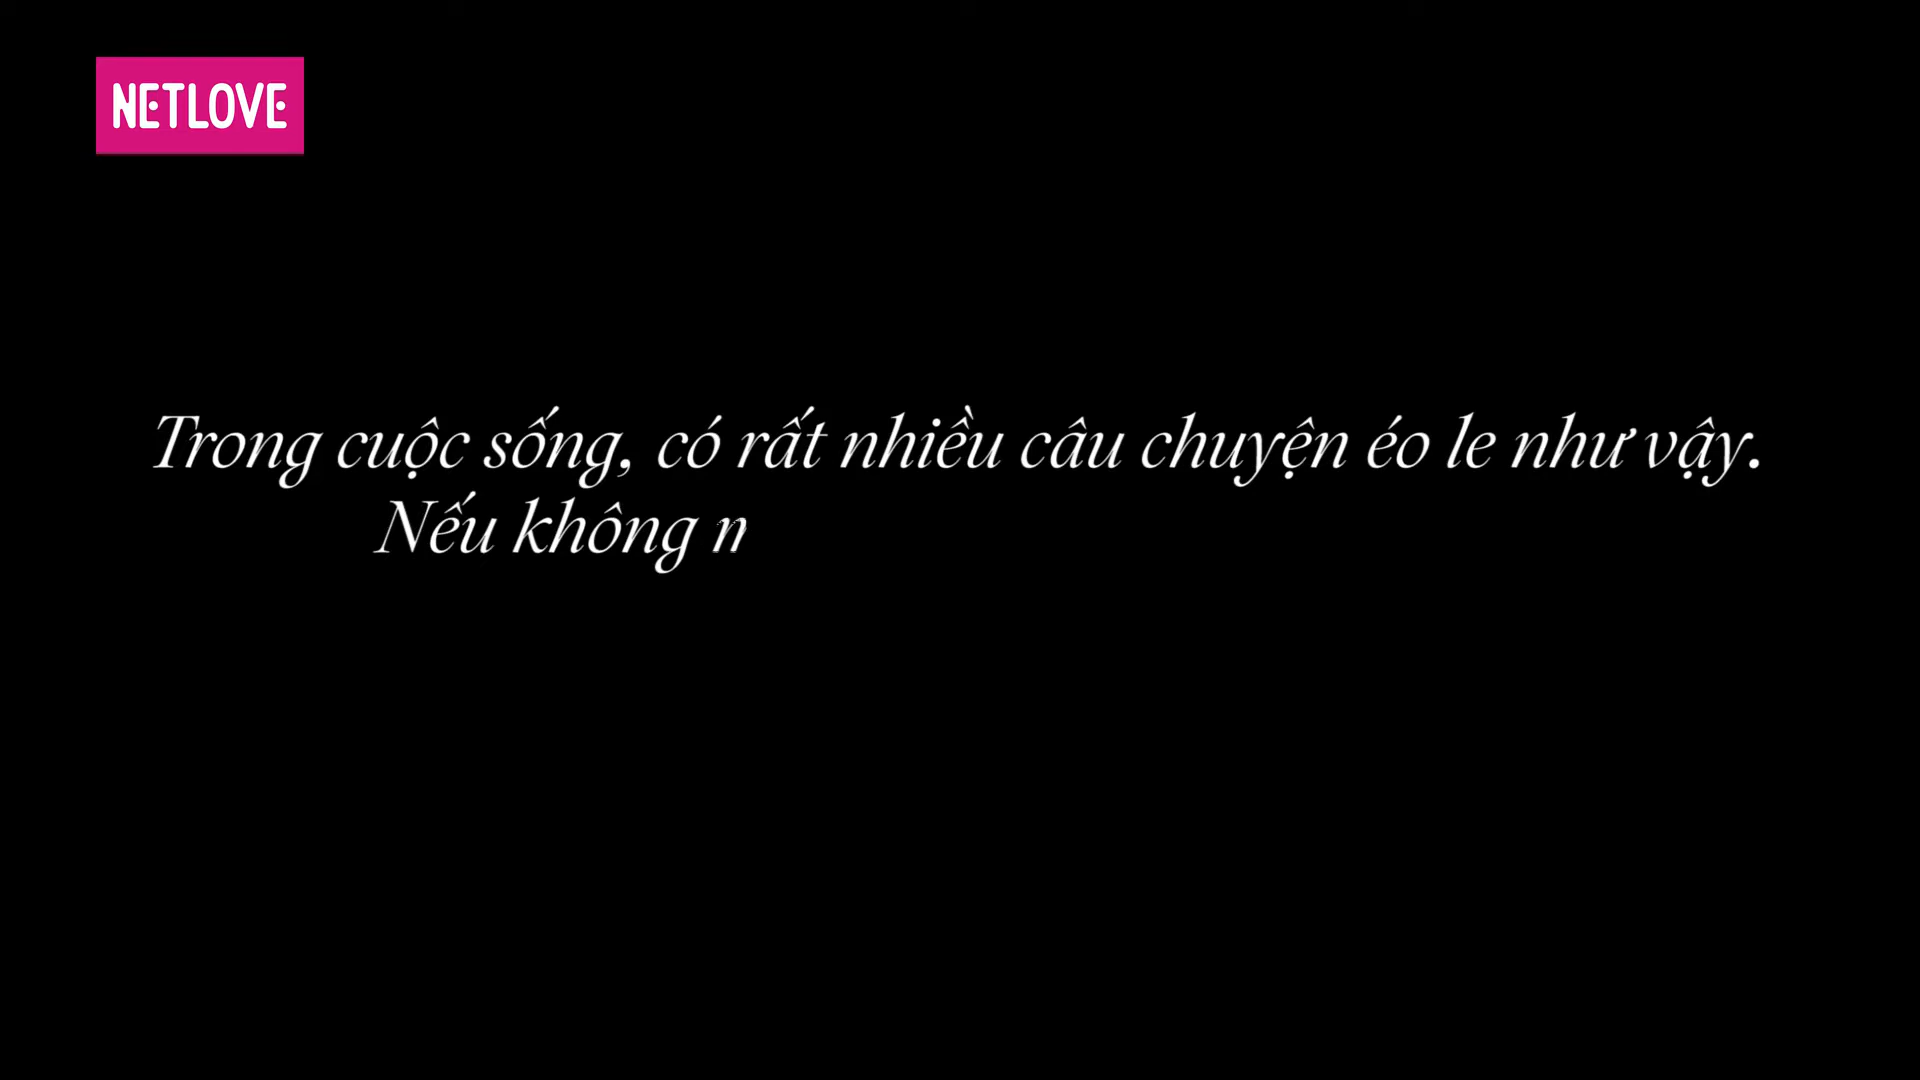 NETLOVE
Trong cuộc sống, có rất nhiều câu chuyện éo le như vậy.
Nếu không